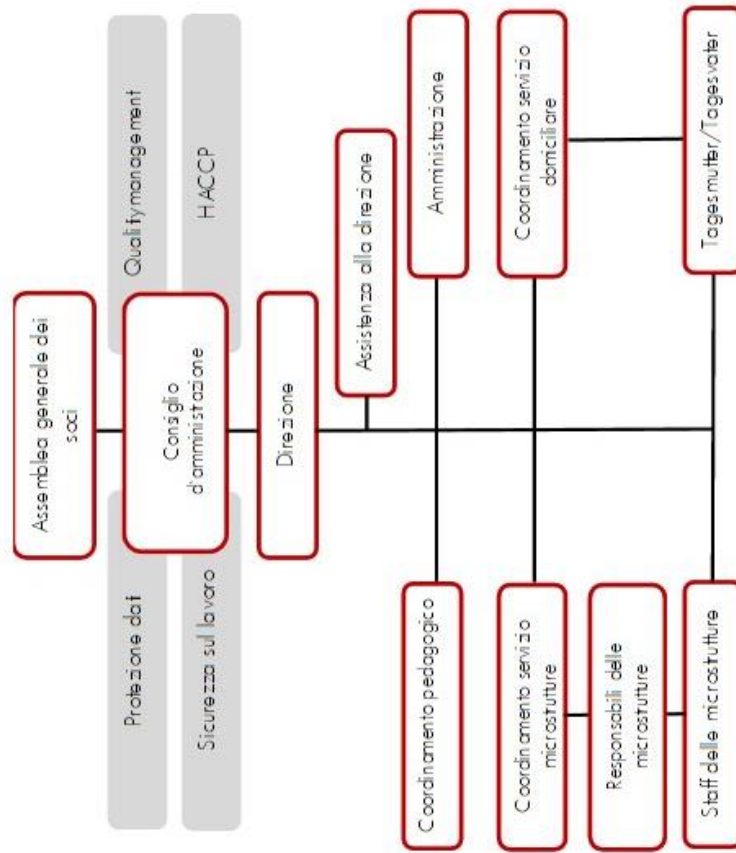 Assemblea generale dei
soci
Protezione dati
Quality management
Consiglio
d'amministrazione
Sicurezza sul lavoro
HACCP
Direzione
Assistenza alla direzione
Coordinamento pedagogico
Amministrazione
Coordinamento servizio
microstutture
Coordinamento servizio
domiciliare
Responsabili delle
microstutture
Staff delle microstrutture
Tagesmutter/Tagesvater